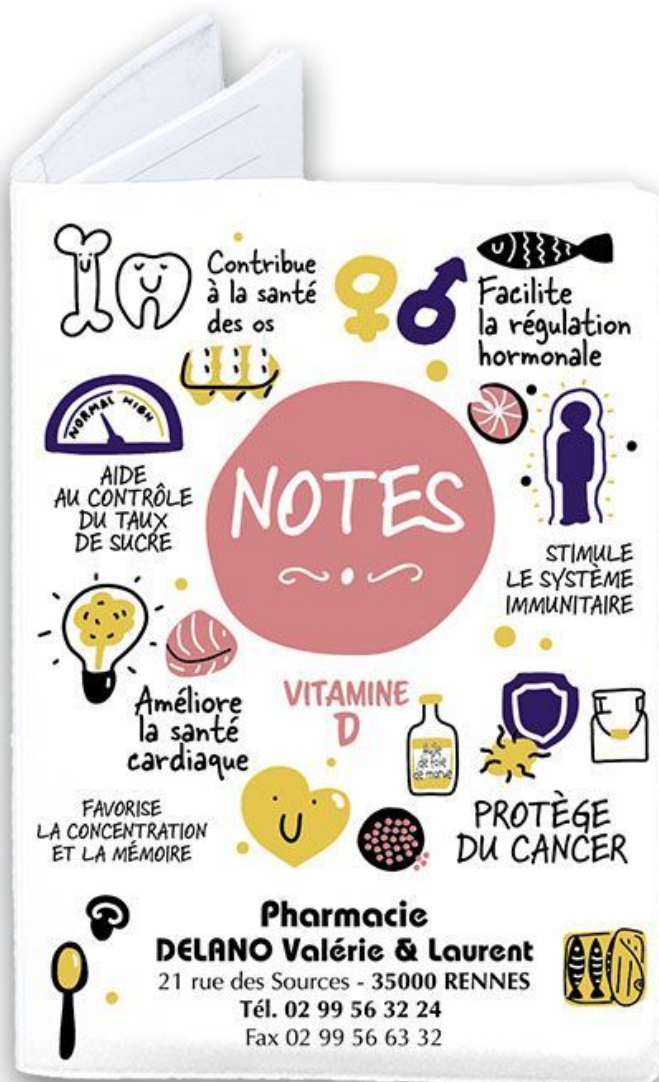 Contribue
à la santé
des os
Facilite
la régulation
hormonale
NORMAL HIGH
AIDE
AU CONTRÔLE
DU TAUX
DE SUCRE
NOTES
STIMULE
LE SYSTÈME
IMMUNITAIRE
Améliore
la santé
cardiaque
VITAMINE
D
Huile
de foie
de morue
FAVORISE
LA CONCENTRATION
ET LA MÉMOIRE
PROTÈGE
DU CANCER
Pharmacie
DELANO Valérie & Laurent
21 rue des Sources - 35000 RENNES
Tél. 02 99 56 32 24
Fax 02 99 56 63 32